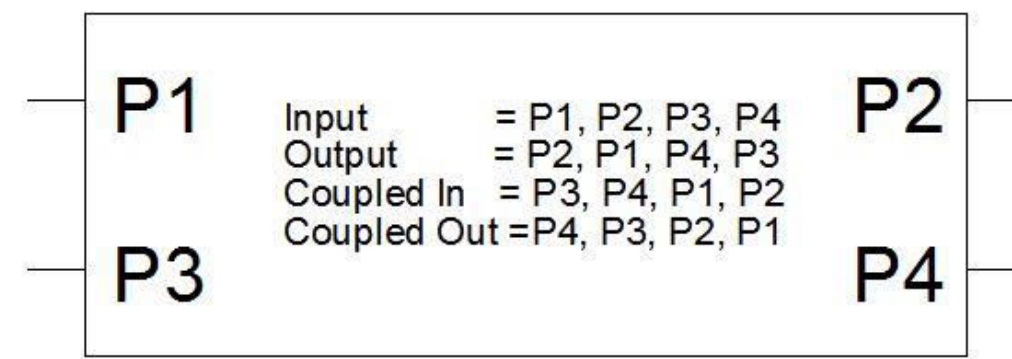 P1
P2
Input = P1, P2, P3, P4
Output = P2, P1, P4, P3
Coupled In = P3, P4, P1, P2
Coupled Out =P4, P3, P2, P1
P3
P4